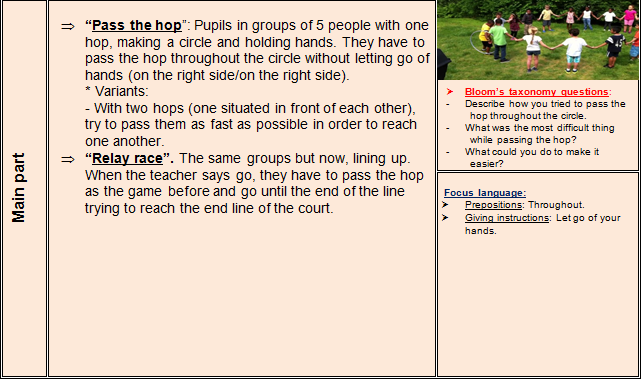 Main part
⇒ “Pass the hop”: Pupils in groups of 5 people with one
hop, making a circle and holding hands. They have to
pass the hop throughout the circle without letting go of
hands (on the right side/on the right side).
* Variants:
- With two hops (one situated in front of each other),
try to pass them as fast as possible in order to reach
one another.
⇒ “Relay race”. The same groups but now, lining up.
When the teacher says go, they have to pass the hop
as the game before and go until the end of the line
trying to reach the end line of the court.
➤ Bloom’s taxonomy questions:
- Describe how you tried to pass the
hop throughout the circle.
- What was the most difficult thing
while passing the hop?
- What could you do to make it
easier?
Focus language:
➤ Prepositions: Throughout.
➤ Giving instructions: Let go of your
hands.